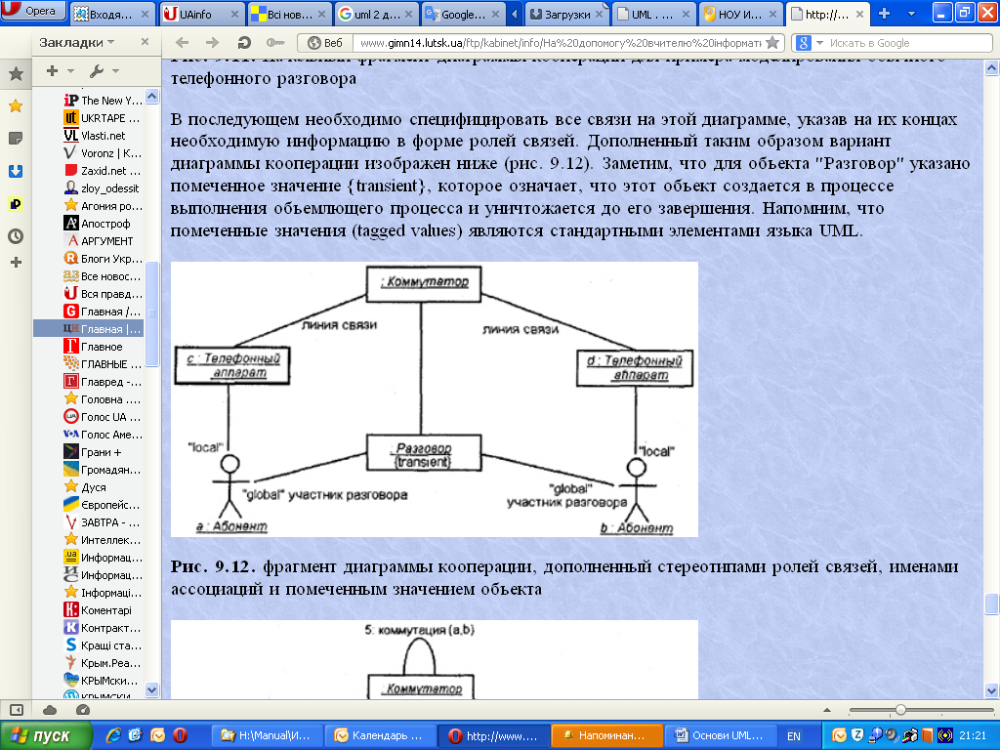 Opera
Входя...
UAinfo
Всі нов...
uml 2 д...
Google...
Загрузки
UML . ...
НОУ И...
http://...
Закладки
Веб
www.gimn14.lutsk.ua/ftp/kabinet/info/На%20допомогу%20вчителю%20інформати
Искать в Google
The New Y...
UKRTAPE ...
Vlasti.net
Voronz | К...
Zaxid.net ...
zloy_odessit
Агония ро...
Апостроф
АРГУМЕНТ
Блоги Укр...
Все новос...
Вся правд...
Главная /...
Главная |...
Главное
ГЛАВНЫЕ ...
Главред -...
Головна ....
Голос UA ...
Голос Аме...
Грани +
Громадян...
Дуся
Європейс...
ЗАВТРА - ...
Интеллек...
Информац...
Информац...
Інформаці...
Коментарі
Контракт...
Кращі ста...
Крым.Реа...
КРЫМски...
КРЫМСКИ...
телефонного разговора
В последующем необходимо специфицировать все связи на этой диаграмме, указав на их концах
необходимую информацию в форме ролей связей. Дополненный таким образом вариант
диаграммы кооперации изображен ниже (рис. 9.12). Заметим, что для объекта "Разговор" указано
помеченное значение {transient}, которое означает, что этот объект создается в процессе
выполнения объемлющего процесса и уничтожается до его завершения. Напомним, что
помеченные значения (tagged values) являются стандартными элементами языка UML.
: Коммутатор
линия связи
линия связи
с : Телефонный
аппарат
d : Телефонный
аппарат
"local"
: Разговор
{transient}
"local"
"global" участник разговора
"global"
участник разговора
a : Абонент
b : Абонент
Рис. 9.12. фрагмент диаграммы кооперации, дополненный стереотипами ролей связей, именами
ассоциаций и помеченным значением объекта
5: коммутация (a,b)
: Коммутатор
пуск
H:\Manual\И...
Календарь ...
http://www....
Напоминан...
Основи UML...
EN
21:21